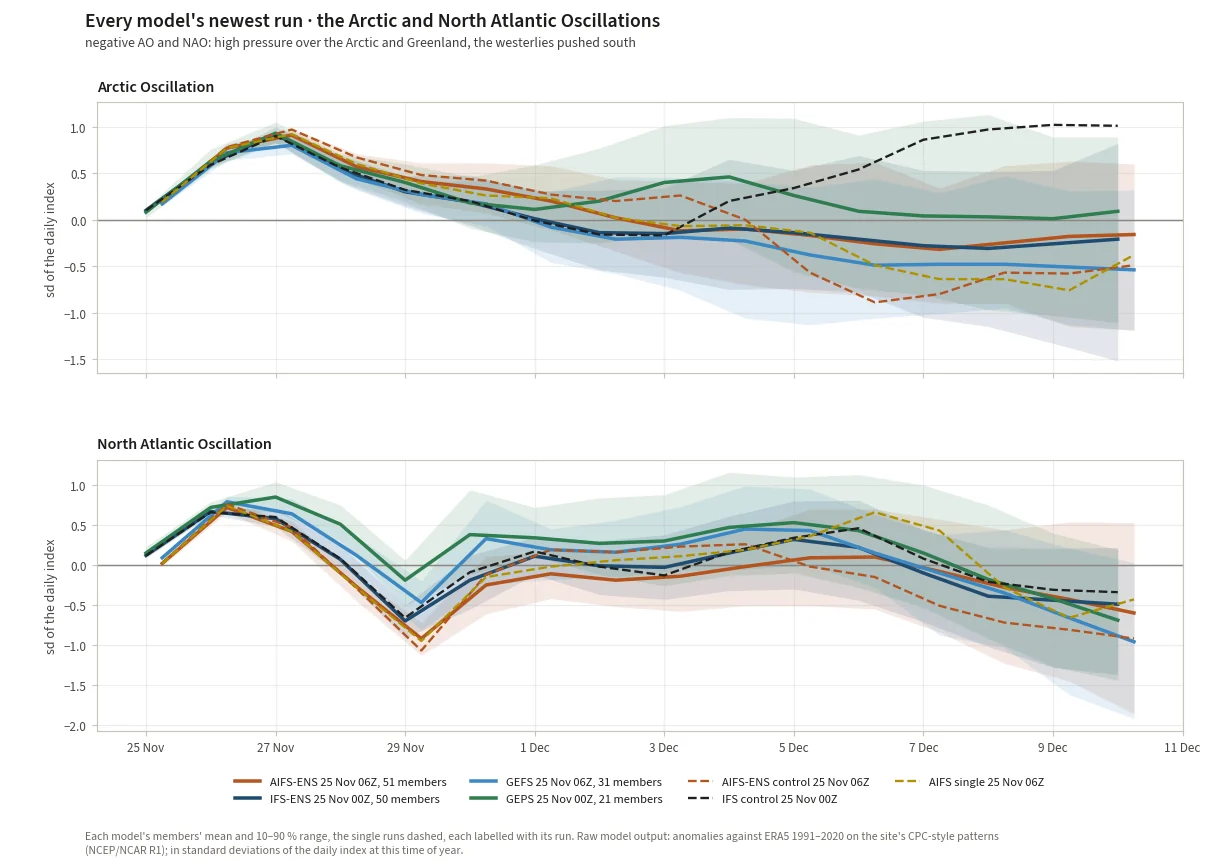 Every model's newest run · the Arctic and North Atlantic Oscillations
negative AO and NAO: high pressure over the Arctic and Greenland, the westerlies pushed south
Arctic Oscillation
sd of the daily index
1.0
0.5
0.0
−0.5
−1.0
−1.5
North Atlantic Oscillation
sd of the daily index
1.0
0.5
0.0
−0.5
−1.0
−1.5
−2.0
25 Nov 27 Nov 29 Nov 1 Dec 3 Dec 5 Dec 7 Dec 9 Dec 11 Dec
AIFS-ENS 25 Nov 06Z, 51 members GEFS 25 Nov 06Z, 31 members AIFS-ENS control 25 Nov 06Z AIFS single 25 Nov 06Z
IFS-ENS 25 Nov 00Z, 50 members GEPS 25 Nov 00Z, 21 members IFS control 25 Nov 00Z
Each model's members' mean and 10–90 % range, the single runs dashed, each labelled with its run. Raw model output: anomalies against ERA5 1991–2020 on the site's CPC-style patterns
(NCEP/NCAR R1); in standard deviations of the daily index at this time of year.